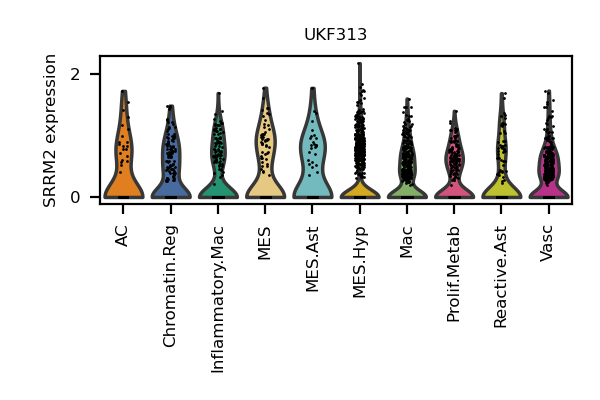 UKF313
SRRM2 expression
2
0
AC
Chromatin.Reg
Inflammatory.Mac
MES
MES.Ast
MES.Hyp
Mac
Prolif.Metab
Reactive.Ast
Vasc